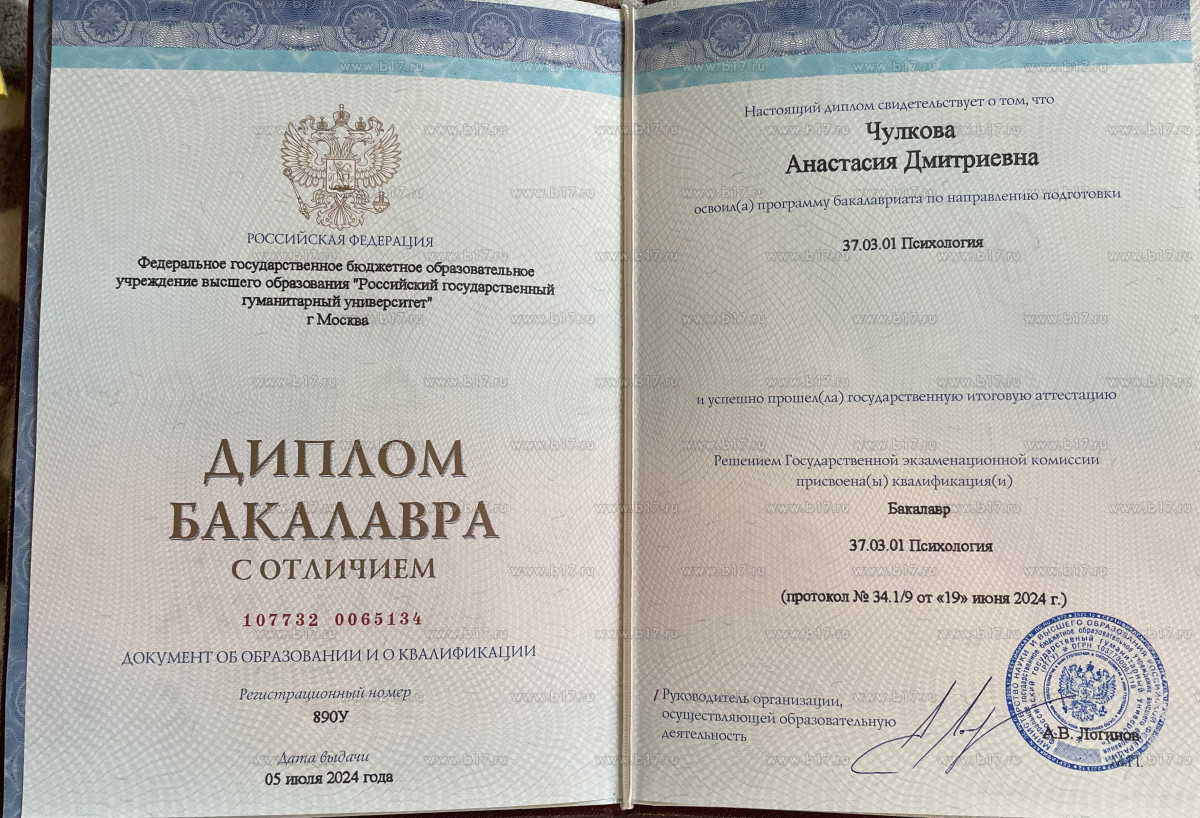 РОССИЙСКАЯ ФЕДЕРАЦИЯ
Федеральное государственное бюджетное образовательное
учреждение высшего образования "Российский государственный
гуманитарный университет"
г Москва
ДИПЛОМ
БАКАЛАВРА
С ОТЛИЧИЕМ
107732 0065134
ДОКУМЕНТ ОБ ОБРАЗОВАНИИ И О КВАЛИФИКАЦИИ
Регистрационный номер
890У
Дата выдачи
05 июля 2024 года
Настоящий диплом свидетельствует о том, что
Чулкова
Анастасия Дмитриевна
освоил(а) программу бакалавриата по направлению подготовки
37.03.01 Психология
и успешно прошел(ла) государственную итоговую аттестацию
Решением Государственной экзаменационной комиссии
присвоена(ы) квалификация(и)
Бакалавр
37.03.01 Психология
(протокол № 34.1/9 от «19» июня 2024 г.)
/ Руководитель организации,
осуществляющей образовательную
деятельность
А.В. Логинов
М.П.
www.b17.ru